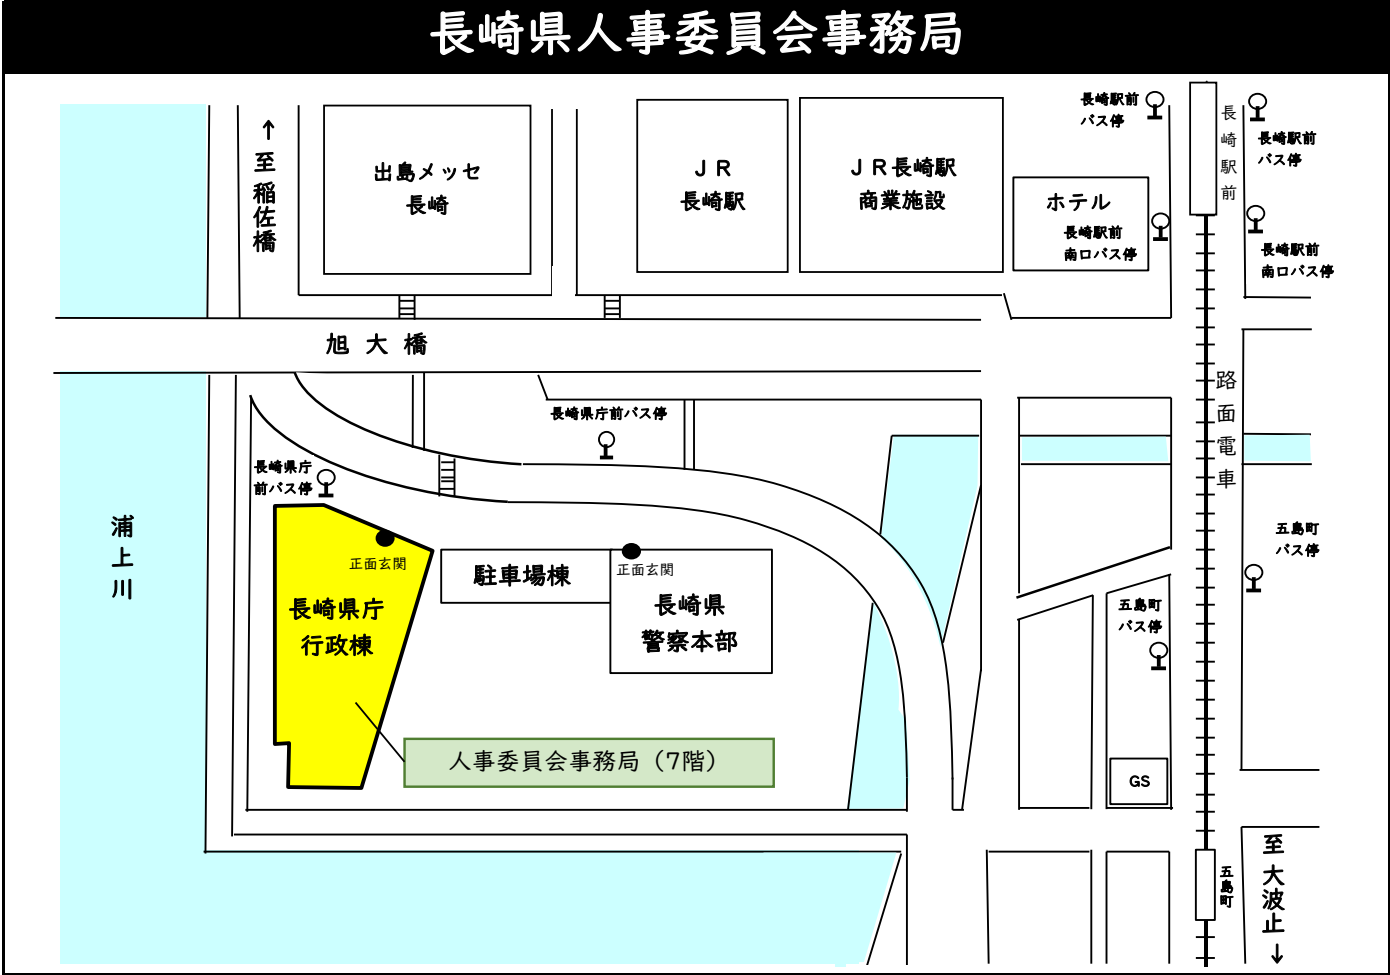 長崎県人事委員会事務局
長崎駅前
バス停
長崎駅前
長崎駅前
バス停
↑至稲佐橋
出島メッセ
長崎
ＪＲ
長崎駅
ＪＲ長崎駅
商業施設
ホテル
長崎駅前
南口バス停
長崎駅前
南口バス停
旭大橋
路面電車
長崎県庁前バス停
長崎県庁
前バス停
浦上川
正面玄関
長崎県庁
行政棟
駐車場棟
正面玄関
長崎県
警察本部
五島町
バス停
五島町
バス停
人事委員会事務局（7階）
GS
五島町
至大波止↓